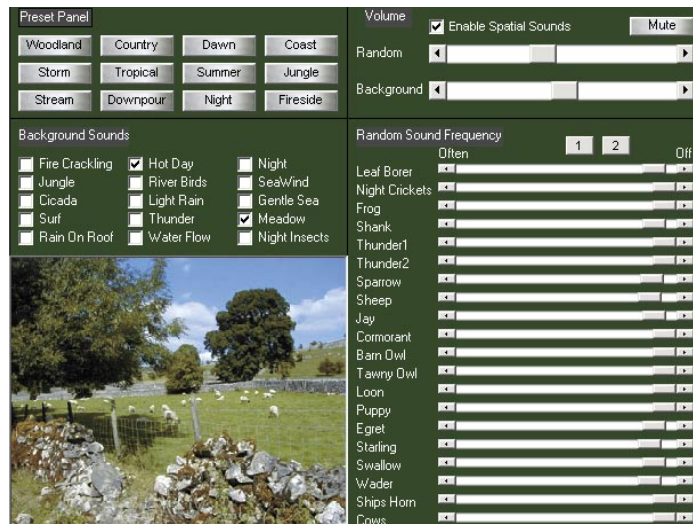 Preset Panel
Woodland Country Dawn Coast
Storm Tropical Summer Jungle
Stream Downpour Night Fireside
Volume
Enable Spatial Sounds Mute
Random
Background
Background Sounds
Fire Crackling Hot Day Night
Jungle River Birds SeaWind
Cicada Light Rain Gentle Sea
Surf Thunder Meadow
Rain On Roof Water Flow Night Insects
Random Sound Frequency
1 2
Often Off
Leaf Borer
Night Crickets
Frog
Shank
Thunder1
Thunder2
Sparrow
Sheep
Jay
Cormorant
Barn Owl
Tawny Owl
Loon
Puppy
Egret
Starling
Swallow
Wader
Ships Horn
Cows